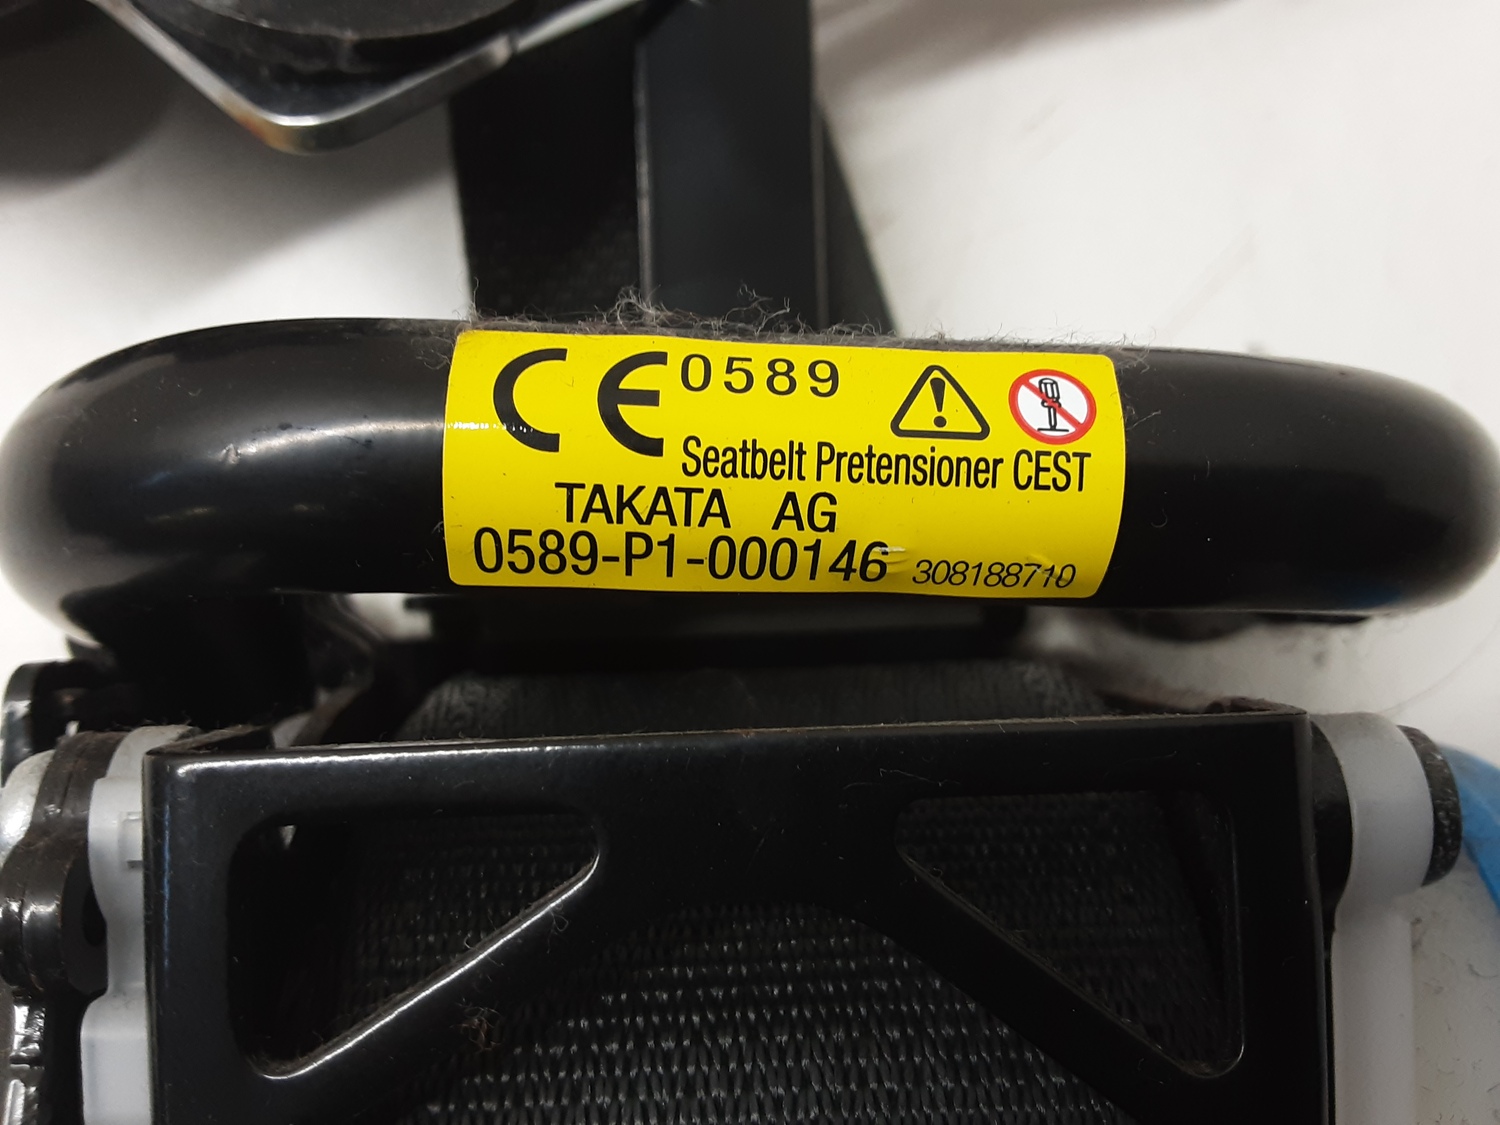 CE 0589
Seatbelt Pretensioner CEST
TAKATA AG
0589-P1-000146 308188710